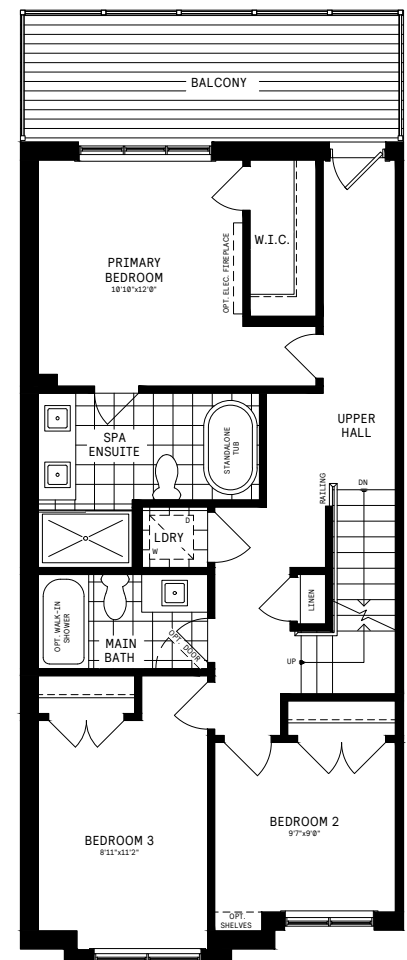 BALCONY
W.I.C.
PRIMARY
BEDROOM
10'10"x12'0"
OPT. ELEC. FIREPLACE
UPPER
HALL
SPA
ENSUITE
STANDALONE
TUB
RAILING
DN
D
LDRY
W
LINEN
OPT. WALK-IN
SHOWER
MAIN
BATH
OPT. DOOR
UP
BEDROOM 2
9'7"x9'0"
BEDROOM 3
8'11"x11'2"
OPT.
SHELVES